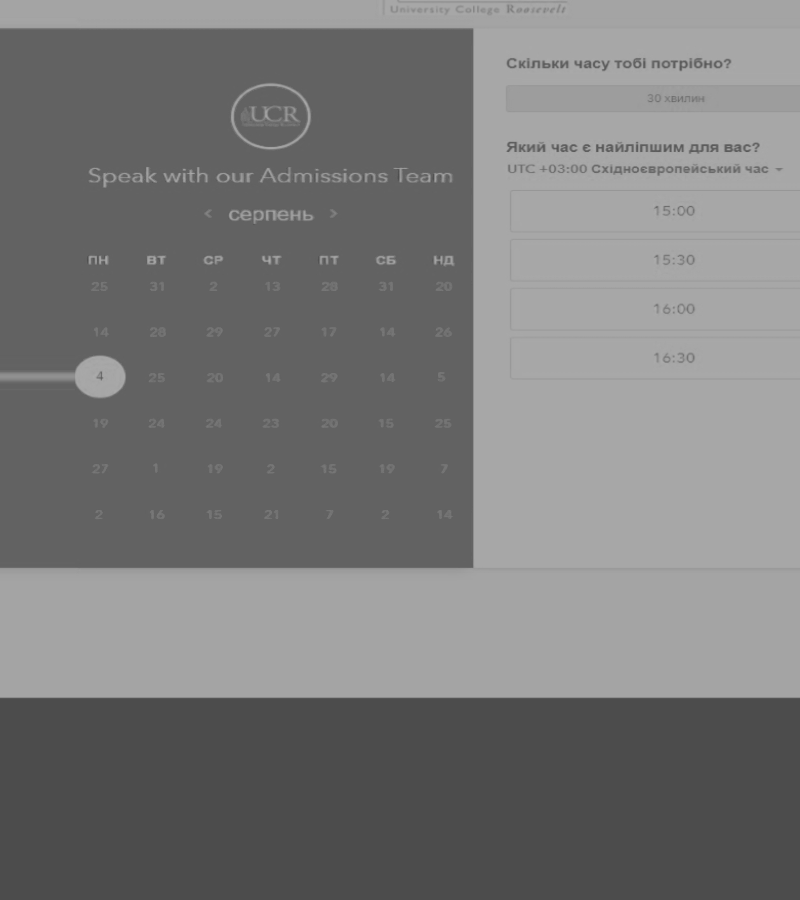 University College Roosevelt
UCR
Speak with our Admissions Team
< серпень >
ПН ВТ СР ЧТ ПТ СБ НД
25 31 2 13 28 31 20
14 28 29 27 17 14 26
4 25 20 14 29 14 5
19 24 24 23 20 15 25
27 1 19 2 15 19 7
2 16 15 21 7 2 14
Скільки часу тобі потрібно?
30 хвилин
Який час є найліпшим для вас?
UTC +03:00 Східноєвропейський час
15:00
15:30
16:00
16:30